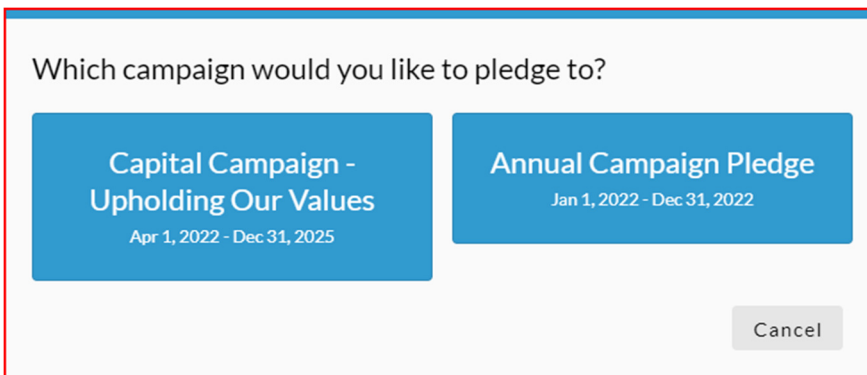 Which campaign would you like to pledge to?
Capital Campaign -
Upholding Our Values
Apr 1, 2022 - Dec 31, 2025
Annual Campaign Pledge
Jan 1, 2022 - Dec 31, 2022
Cancel